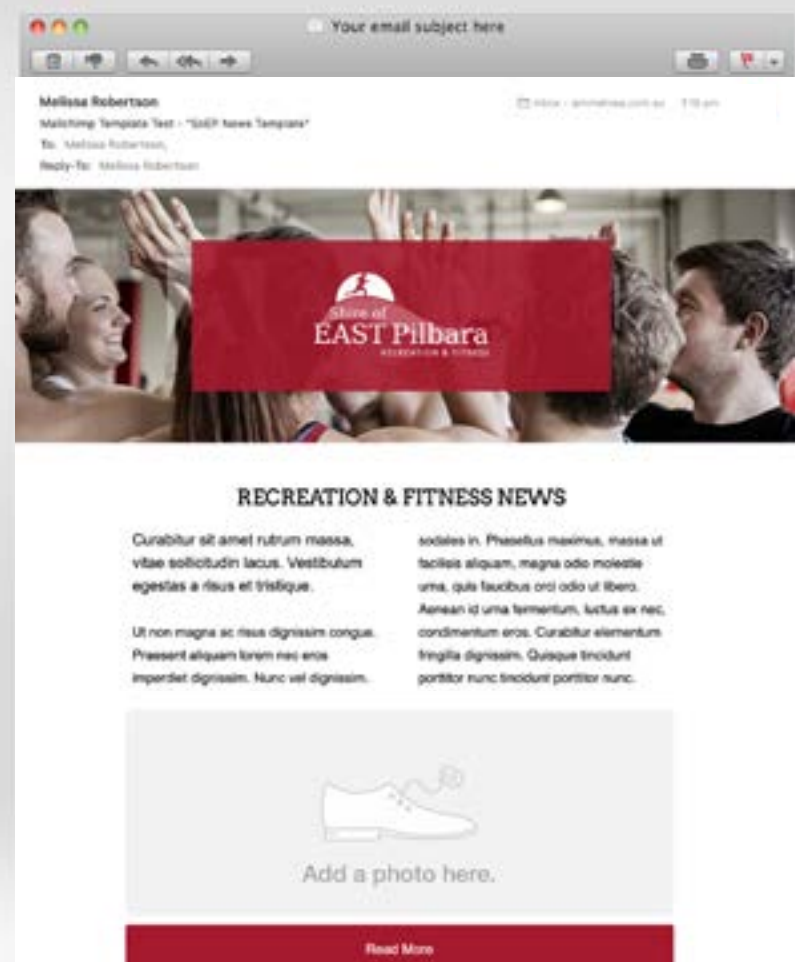 Your email subject here
Melissa Robertson
Mailchimp Template Test - "SoEP News Template"
To: Melissa Robertson,
Reply-To: Melissa Robertson
Shire of
EAST Pilbara
RECREATION & FITNESS
RECREATION & FITNESS NEWS
Curabitur sit amet rutrum massa,
vitae sollicitudin lacus. Vestibulum
egestas a risus et tristique.
Ut non magna ac risus dignissim congue.
Praesent aliquam lorem nec eros
imperdiet dignissim. Nunc vel dignissim.
sodales in. Phasellus maximus, massa ut
facilisis aliquam, magna odio molestie
urna, quis faucibus orci odio ut libero.
Aenean id urna fermentum, luctus ex nec,
condimentum eros. Curabitur elementum
fringilla dignissim. Quisque tincidunt
porttitor nunc tincidunt porttitor nunc.
Add a photo here.
Read More